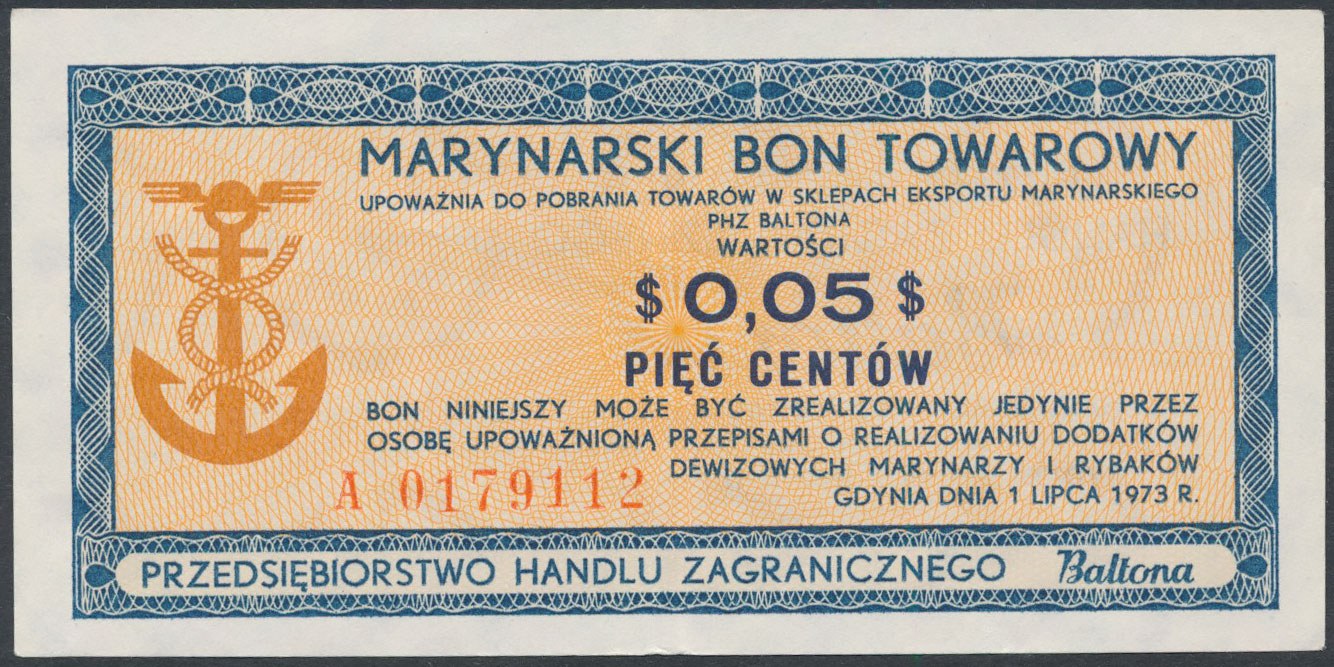 MARYNARSKI BON TOWAROWY
UPOWAŻNIA DO POBRANIA TOWARÓW W SKLEPACH EKSPORTU MARYNARSKIEGO
PHZ BALTONA
WARTOŚCI
$ 0,05 $
PIĘĆ CENTÓW
BON NINIEJSZY MOŻE BYĆ ZREALIZOWANY JEDYNIE PRZEZ
OSOBĘ UPOWAŻNIONĄ PRZEPISAMI O REALIZOWANIU DODATKÓW
DEWIZOWYCH MARYNARZY I RYBAKÓW
A 0179112
GDYNIA DNIA 1 LIPCA 1973 R.
PRZEDSIĘBIORSTWO HANDLU ZAGRANICZNEGO Baltona